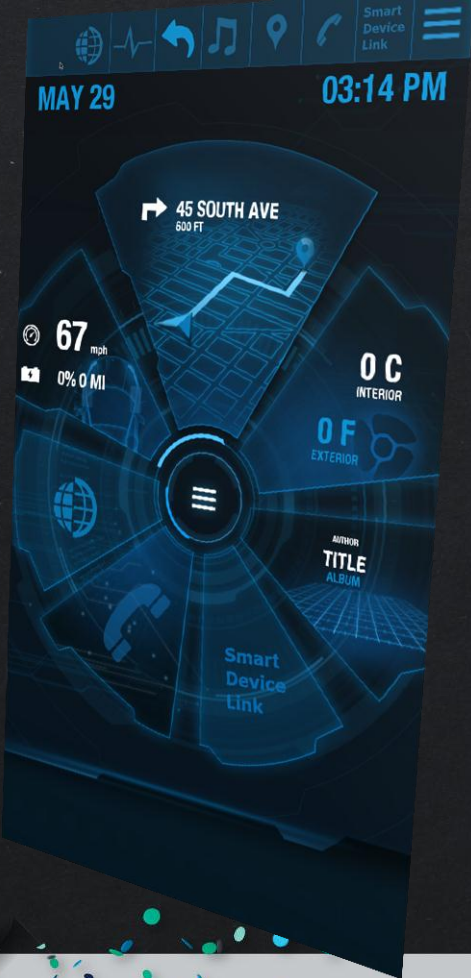 Smart
Device
Link
MAY 29
03:14 PM
45 SOUTH AVE
500 FT
67 mph
0% 0 MI
0 C
INTERIOR
0 F
EXTERIOR
AUTHOR
TITLE
ALBUM
Smart
Device
Link